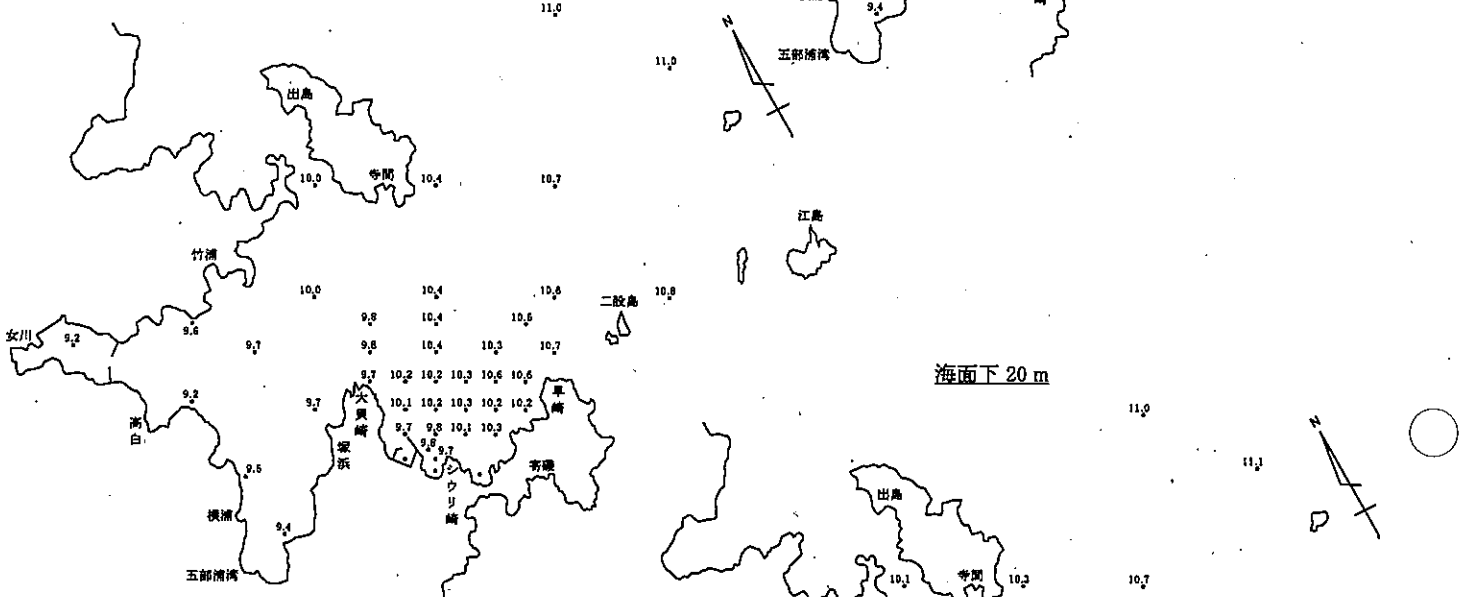 11.0
9.4
N
11.0
五部浦湾
出島
10.0
寺間
10.4
10.7
江島
竹浦
10.0
10.4
10.6
10.8
二股島
女川
9.2
9.6
9.8
10.4
10.5
9.7
9.8
10.4
10.3
10.7
海面下 20 m
9.7
10.2
10.2
10.3
10.6
10.6
9.2
9.7
大貝崎
10.1
10.2
10.3
10.2
10.2
早崎
11.0
高白
9.7
9.8
10.1
10.3
N
塚浜
9.8
9.7
寄磯
11.1
9.5
シウリ崎
出島
横浦
9.4
五部浦湾
10.1
寺間
10.3
10.7